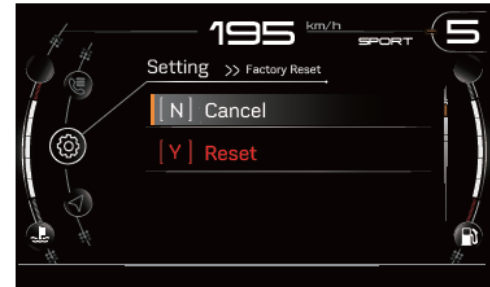 195 km/h SPORT 5
Setting >> Factory Reset
[ N ] Cancel
[ Y ] Reset